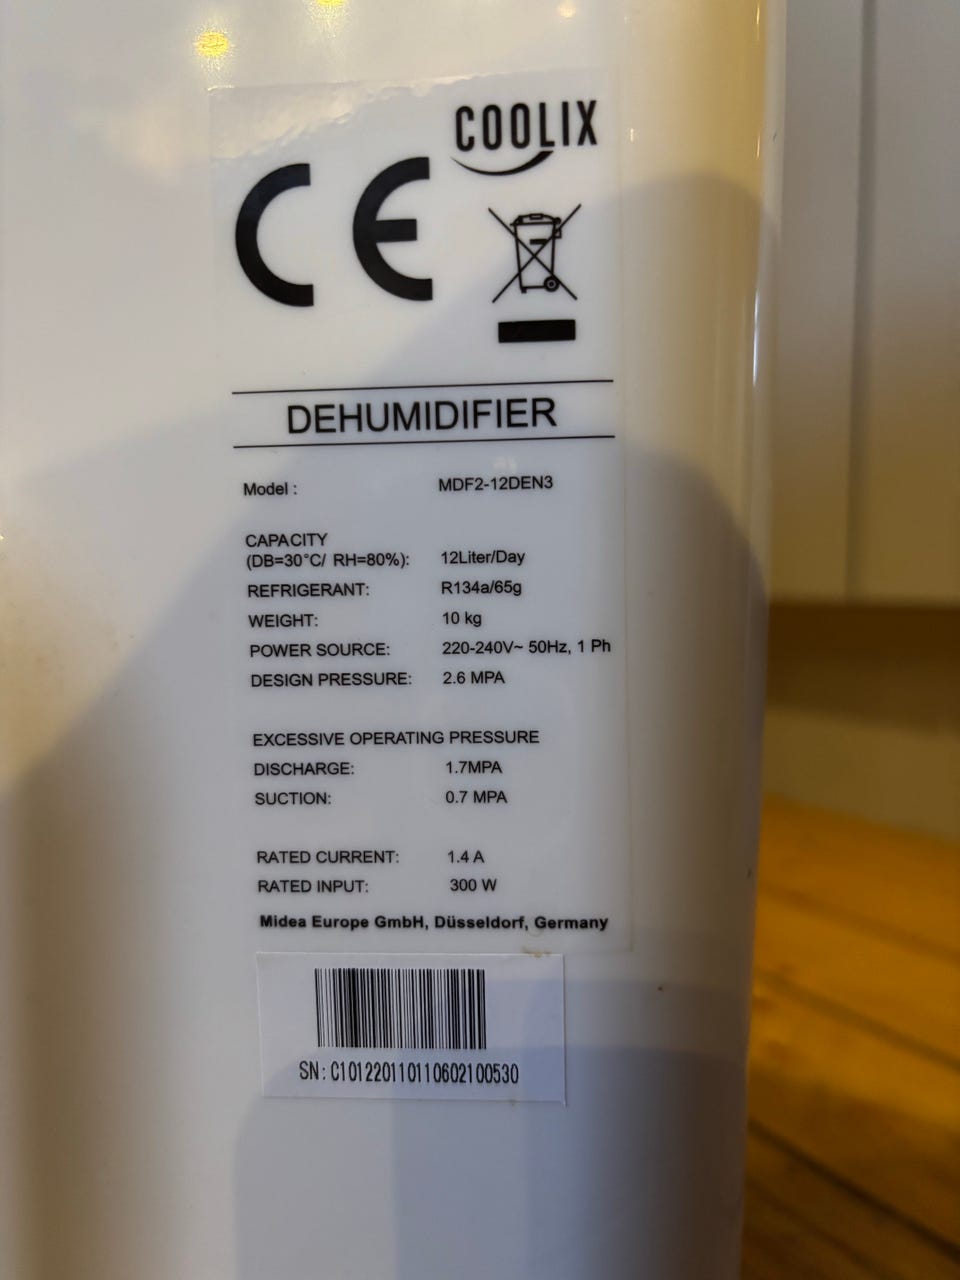 COOLIX
CE
DEHUMIDIFIER
Model : MDF2-12DEN3
CAPACITY
(DB=30°C/ RH=80%): 12Liter/Day
REFRIGERANT: R134a/65g
WEIGHT: 10 kg
POWER SOURCE: 220-240V~ 50Hz, 1 Ph
DESIGN PRESSURE: 2.6 MPA
EXCESSIVE OPERATING PRESSURE
DISCHARGE: 1.7MPA
SUCTION: 0.7 MPA
RATED CURRENT: 1.4 A
RATED INPUT: 300 W
Midea Europe GmbH, Düsseldorf, Germany
SN: C101220110110602100530